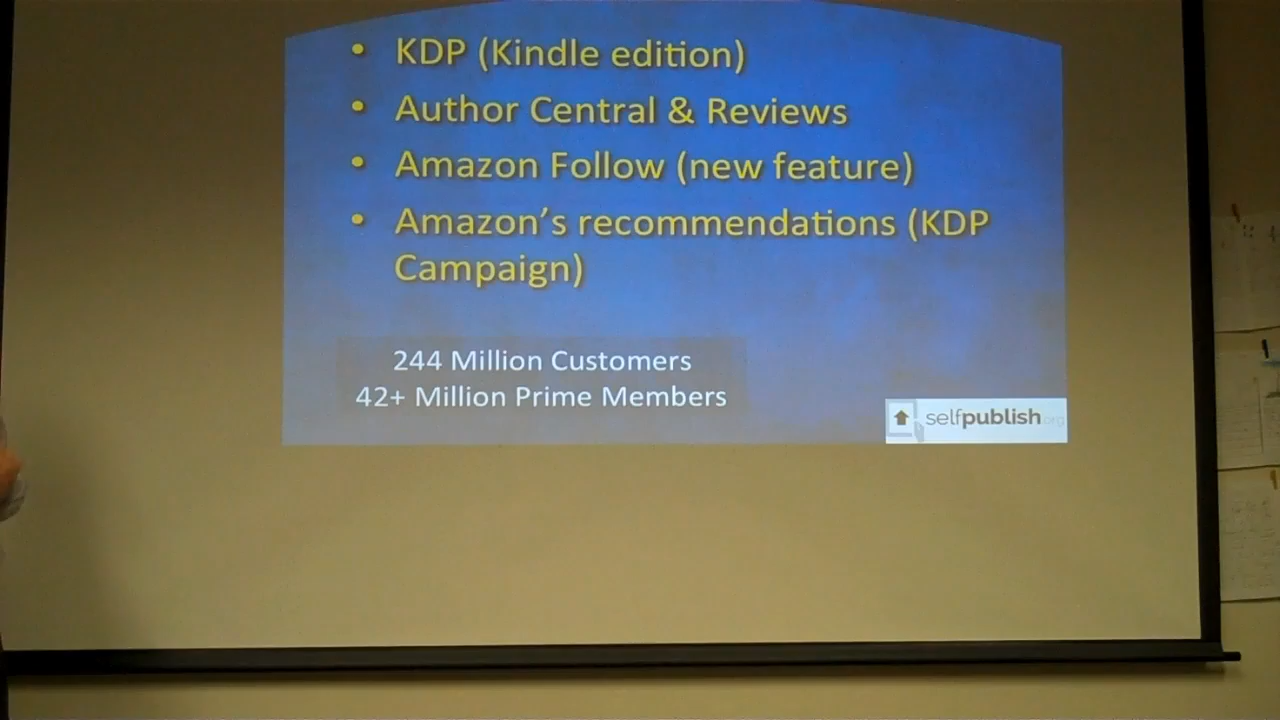 • KDP (Kindle edition)
• Author Central & Reviews
• Amazon Follow (new feature)
• Amazon’s recommendations (KDP
Campaign)
244 Million Customers
42+ Million Prime Members
selfpublish.org